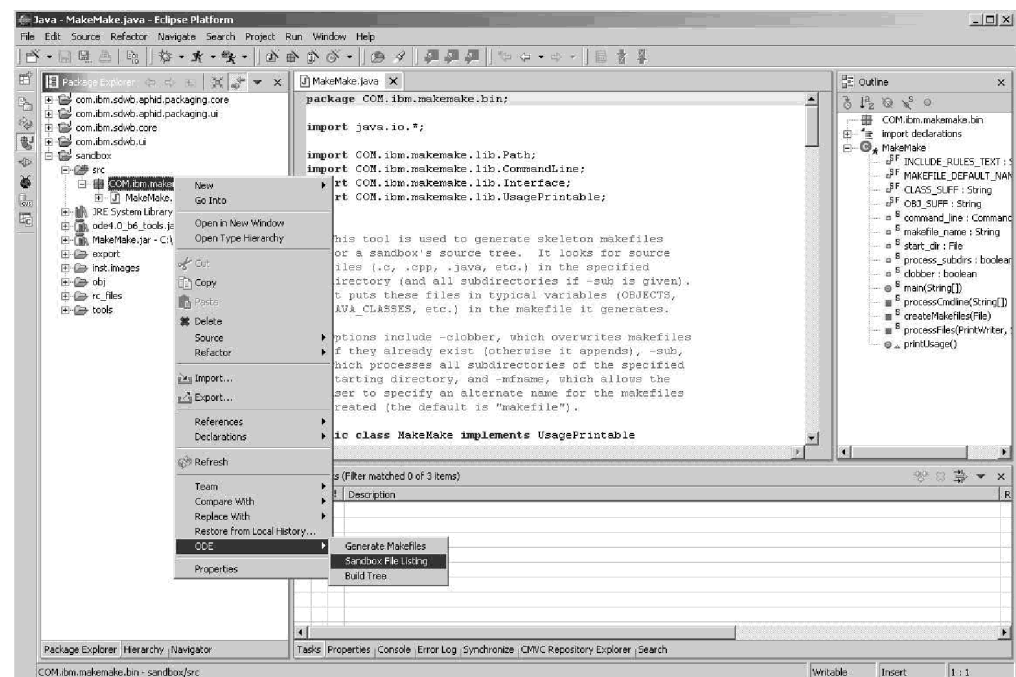 Java - MakeMake.java - Eclipse Platform
File Edit Source Refactor Navigate Search Project Run Window Help
Package Explorer
com.ibm.sdwb.aphid.packaging.core
com.ibm.sdwb.aphid.packaging.ui
com.ibm.sdwb.core
com.ibm.sdwb.ui
sandbox
src
COM.ibm.makem
MakeMake.
JRE System Library
ode4.0_b6_tools.ja
MakeMake.jar - C:\
export
inst.images
obj
rc_files
tools
Package Explorer Hierarchy Navigator
New
Go Into
Open in New Window
Open Type Hierarchy
Cut
Copy
Paste
Delete
Source
Refactor
Import...
Export...
References
Declarations
Refresh
Team
Compare With
Replace With
Restore from Local History...
ODE
Properties
Generate Makefiles
Sandbox File Listing
Build Tree
MakeMake.java
package COM.ibm.makemake.bin;
import java.io.*;
import COM.ibm.makemake.lib.Path;
import COM.ibm.makemake.lib.CommandLine;
rt COM.ibm.makemake.lib.Interface;
rt COM.ibm.makemake.lib.UsagePrintable;
his tool is used to generate skeleton makefiles
or a sandbox's source tree. It looks for source
iles (.c, .cpp, .java, etc.) in the specified
irectory (and all subdirectories if -sub is given).
t puts these files in typical variables (OBJECTS,
AVA_CLASSES, etc.) in the makefile it generates.
ptions include -clobber, which overwrites makefiles
f they already exist (otherwise it appends), -sub,
hich processes all subdirectories of the specified
tarting directory, and -mfname, which allows the
ser to specify an alternate name for the makefiles
reated (the default is "makefile").
ic class MakeMake implements UsagePrintable
s (Filter matched 0 of 3 items)
! Description R
Tasks Properties Console Error Log Synchronize CMVC Repository Explorer Search
Outline
COM.ibm.makemake.bin
import declarations
MakeMake
INCLUDE_RULES_TEXT : S
MAKEFILE_DEFAULT_NAM
CLASS_SUFF : String
OBJ_SUFF : String
command_line : Command
makefile_name : String
start_dir : File
process_subdirs : boolear
clobber : boolean
main(String[])
processCmdline(String[])
createMakefiles(File)
processFiles(PrintWriter, S
printUsage()
COM.ibm.makemake.bin - sandbox/src
Writable Insert 1 : 1